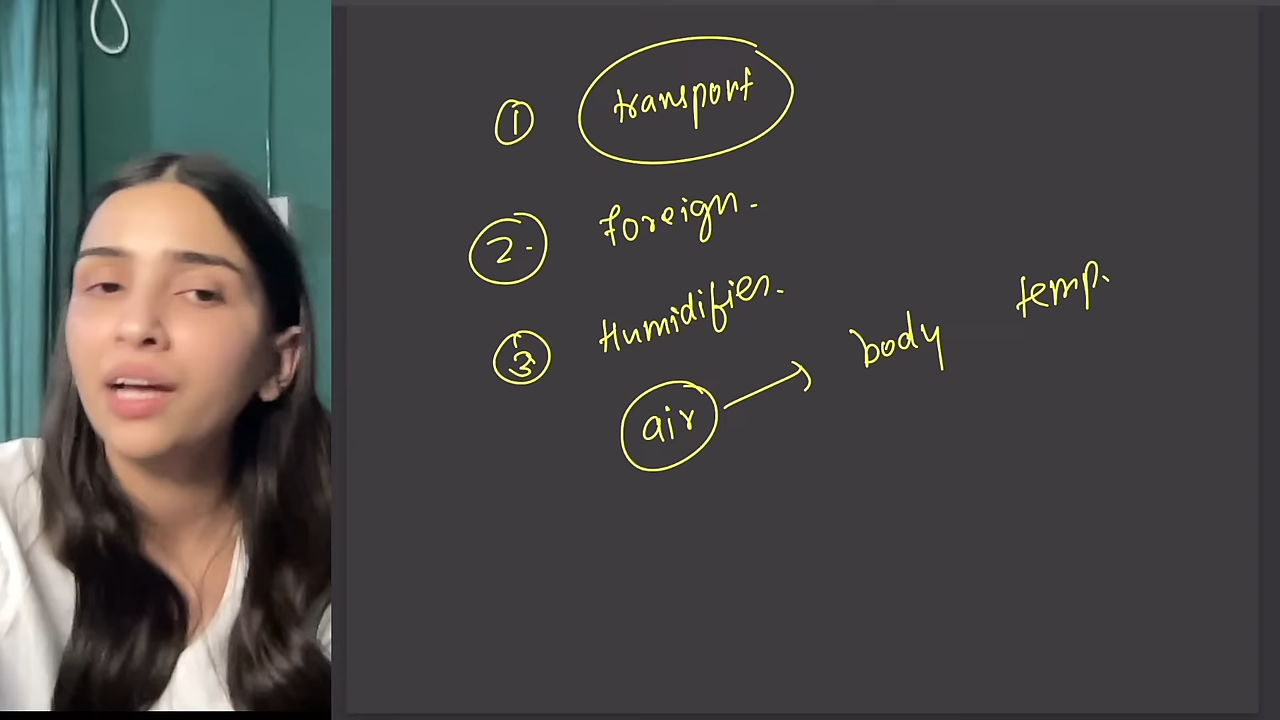 ① transport
2. foreign.
③ Humidifies.
air → body temp.